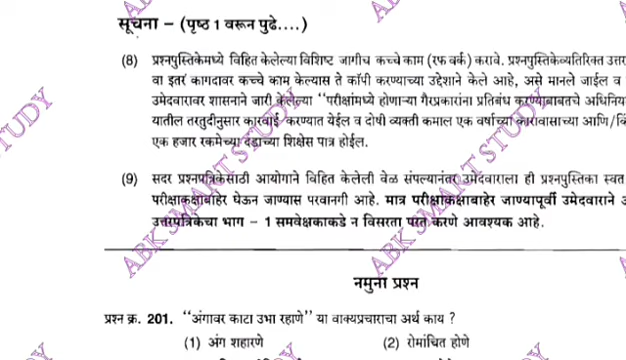 सूचना – (पृष्ठ 1 वरून पुढे....)
(8) प्रश्नपुस्तिकेमध्ये विहित केलेल्या विशिष्ट जागीच कच्चे काम (रफ वर्क) करावे. प्रश्नपुस्तिकेव्यतिरिक्त उत्तर
वा इतर कागदावर कच्चे काम केल्यास ते कॉपी करण्याच्या उद्देशाने केले आहे, असे मानले जाईल व
उमेदवारावर शासनाने जारी केलेल्या "परीक्षांमध्ये होणाऱ्या गैरप्रकारांना प्रतिबंध करण्याबाबतचे अधिनिय
यातील तरतुदीनुसार कारवाई करण्यात येईल व दोषी व्यक्ती कमाल एक वर्षाच्या कारावासाच्या आणि/कि
एक हजार रकमेच्या दंडाच्या शिक्षेस पात्र होईल.
(9) सदर प्रश्नपत्रिकेसाठी आयोगाने विहित केलेली वेळ संपल्यानंतर उमेदवाराला ही प्रश्नपुस्तिका स्वत
परीक्षाकक्षाबाहेर घेऊन जाण्यास परवानगी आहे. मात्र परीक्षाकक्षाबाहेर जाण्यापूर्वी उमेदवाराने
उत्तरपत्रिकेचा भाग – 1 समवेक्षकाकडे न विसरता परत करणे आवश्यक आहे.
नमुना प्रश्न
प्रश्न क्र. 201. "अंगावर काटा उभा रहाणे" या वाक्यप्रचाराचा अर्थ काय ?
(1) अंग शहारणे (2) रोमांचित होणे
ABK SMART STUDY
ABK SMART STUDY
ABK SMART STUDY